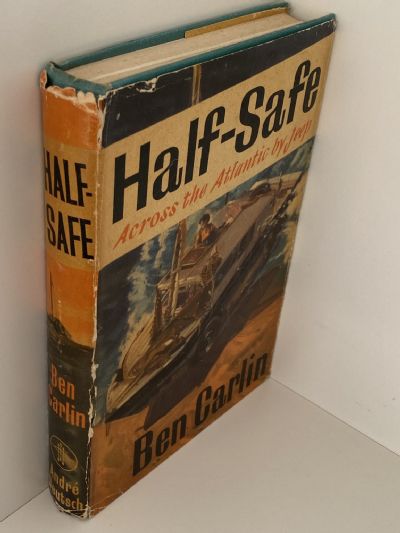 Half-Safe
Across the Atlantic by Jeep
Ben Carlin
HALF-
SAFE
Ben
Carlin
André
Deutsch